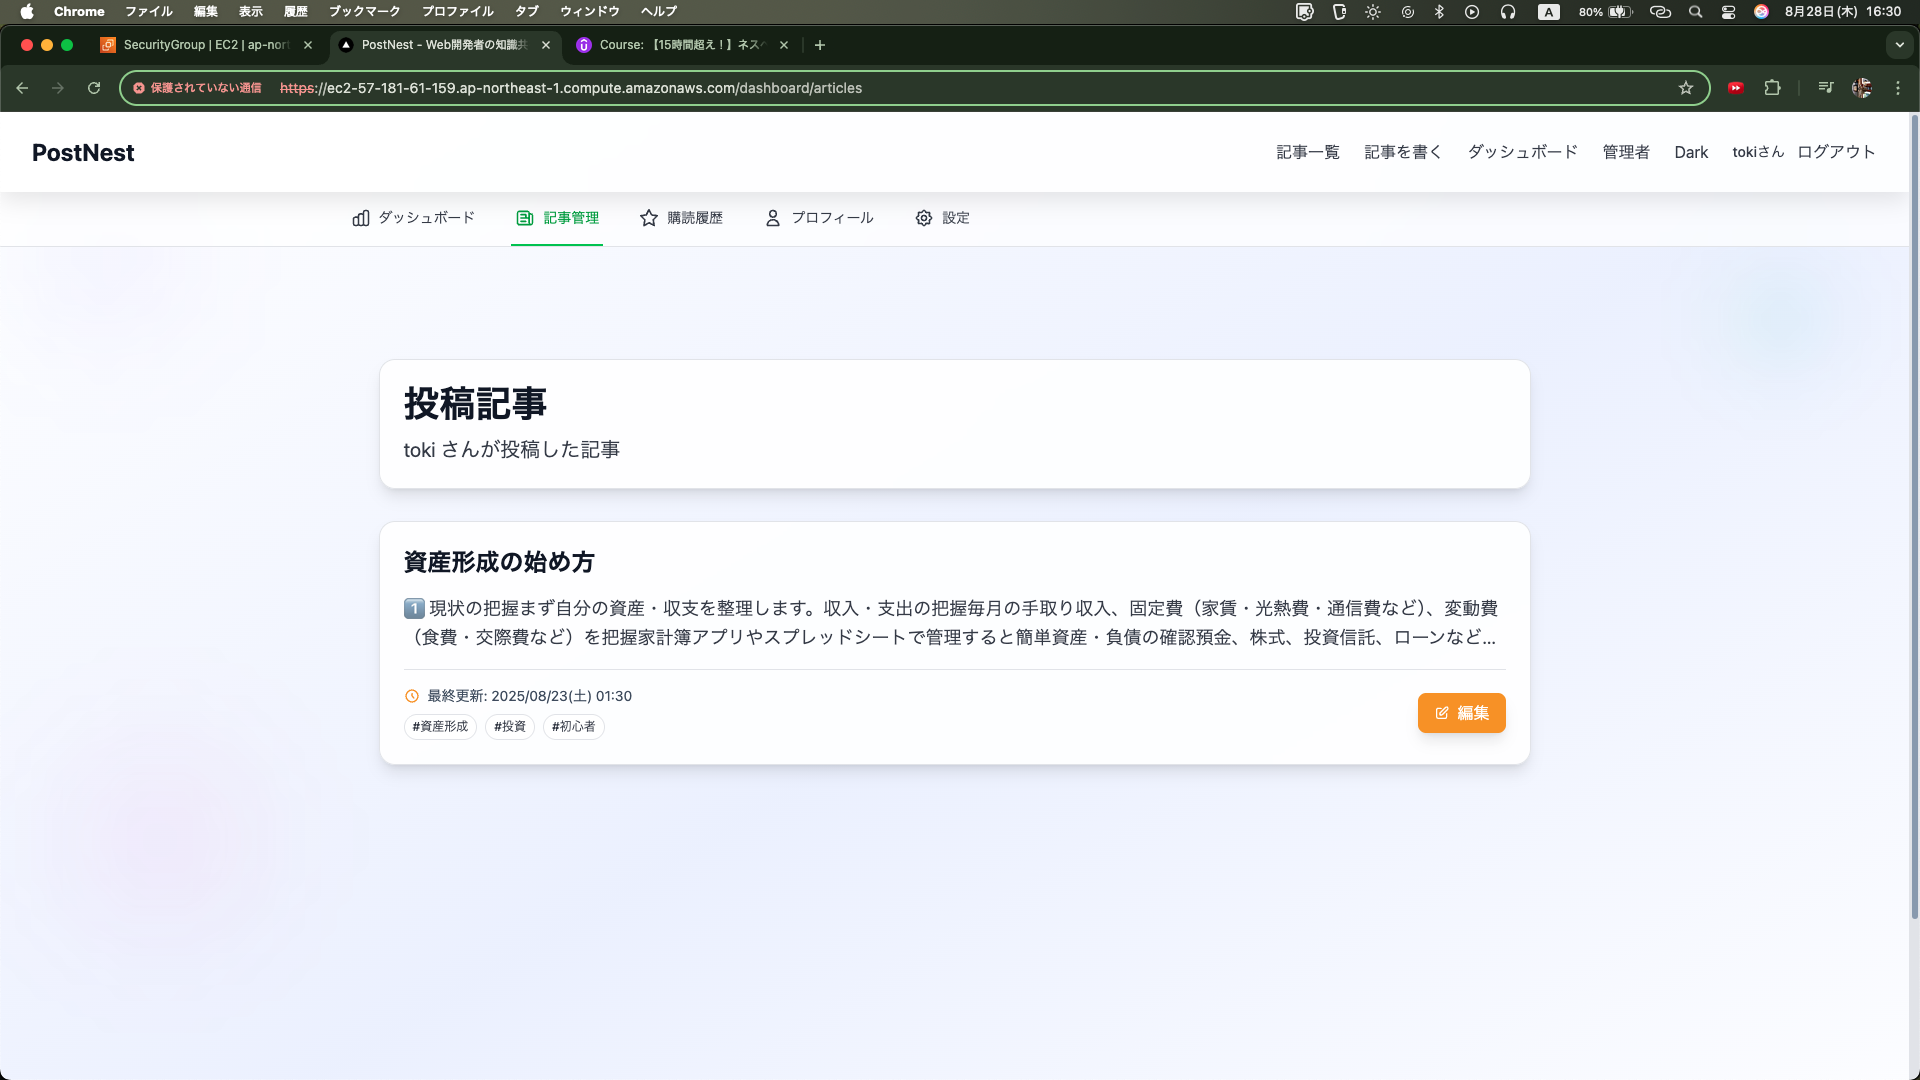 Chrome ファイル 編集 表示 履歴 ブックマーク プロファイル タブ ウィンドウ ヘルプ A 80% 8月28日(木) 16:30
SecurityGroup | EC2 | ap-nort PostNest - Web開発者の知識共 Course: 【15時間超え！】ネス
保護されていない通信 https://ec2-57-181-61-159.ap-northeast-1.compute.amazonaws.com/dashboard/articles
PostNest 記事一覧 記事を書く ダッシュボード 管理者 Dark tokiさん ログアウト
ダッシュボード 記事管理 購読履歴 プロフィール 設定
投稿記事
toki さんが投稿した記事
資産形成の始め方
1️⃣ 現状の把握まず自分の資産・収支を整理します。収入・支出の把握毎月の手取り収入、固定費（家賃・光熱費・通信費など）、変動費
（食費・交際費など）を把握家計簿アプリやスプレッドシートで管理すると簡単資産・負債の確認預金、株式、投資信託、ローンなど...
最終更新: 2025/08/23(土) 01:30
#資産形成 #投資 #初心者
編集